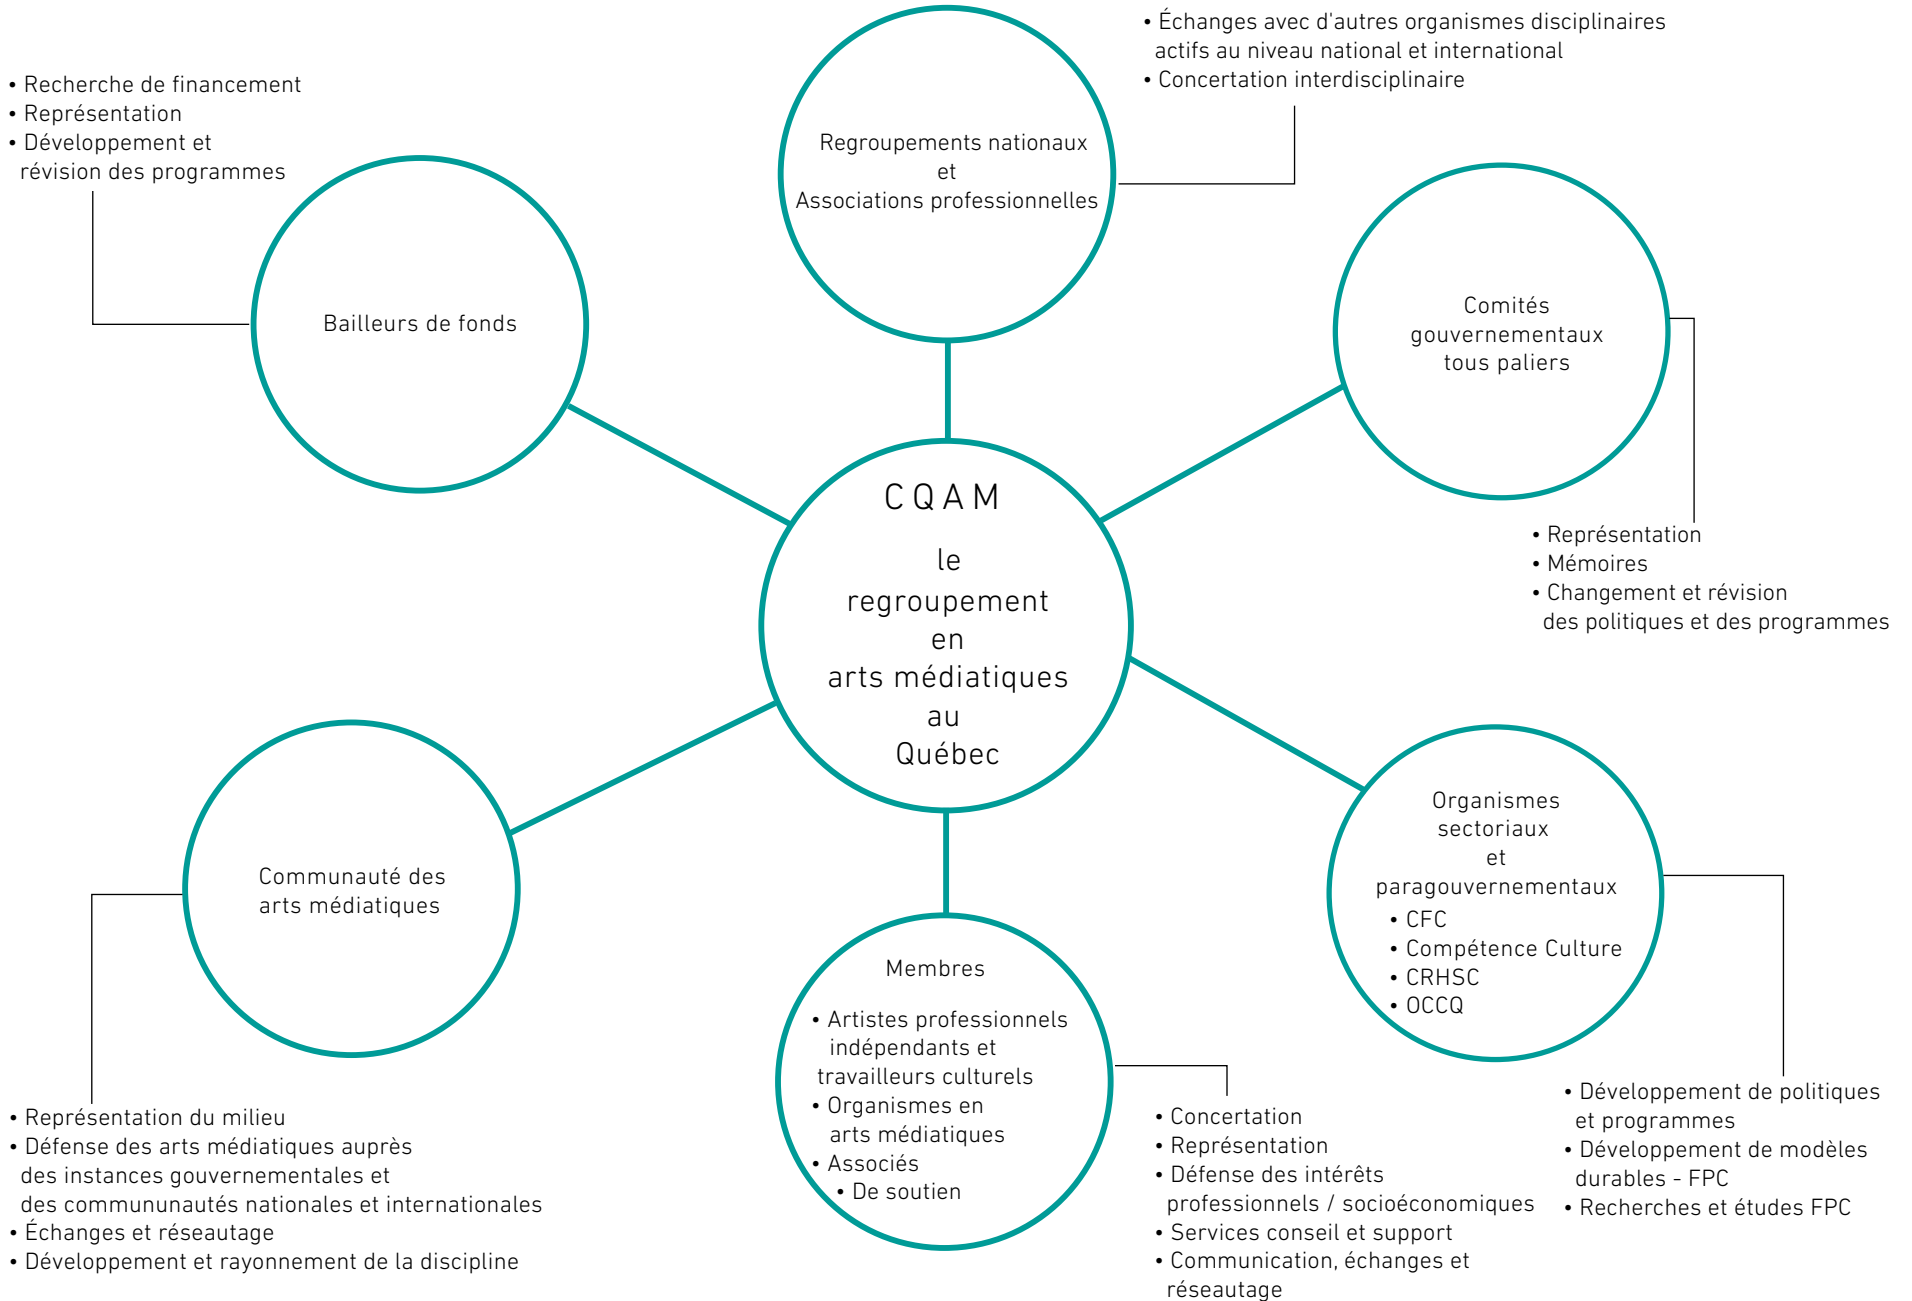 • Échanges avec d'autres organismes disciplinaires
actifs au niveau national et international
• Concertation interdisciplinaire
• Recherche de financement
• Représentation
• Développement et
révision des programmes
Regroupements nationaux
et
Associations professionnelles
Bailleurs de fonds
Comités
gouvernementaux
tous paliers
• Représentation
• Mémoires
• Changement et révision
des politiques et des programmes
CQAM
le
regroupement
en
arts médiatiques
au
Québec
Communauté des
arts médiatiques
Organismes
sectoriaux
et
paragouvernementaux
• CFC
• Compétence Culture
• CRHSC
• OCCQ
Membres
• Artistes professionnels
indépendants et
travailleurs culturels
• Organismes en
arts médiatiques
• Associés
• De soutien
• Représentation du milieu
• Défense des arts médiatiques auprès
des instances gouvernementales et
des commununautés nationales et internationales
• Échanges et réseautage
• Développement et rayonnement de la discipline
• Concertation
• Représentation
• Défense des intérêts
professionnels / socioéconomiques
• Services conseil et support
• Communication, échanges et
réseautage
• Développement de politiques
et programmes
• Développement de modèles
durables - FPC
• Recherches et études FPC